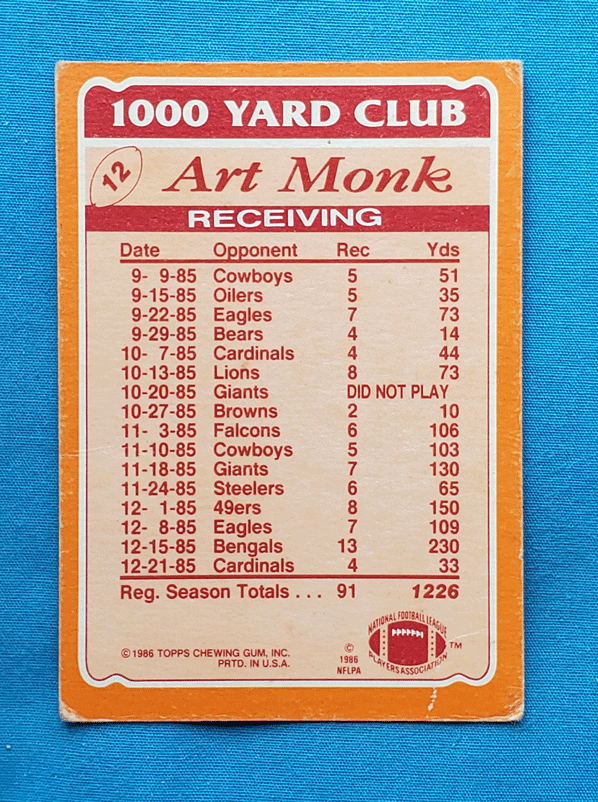 1000 YARD CLUB
12
Art Monk
RECEIVING
Date Opponent Rec Yds
9- 9-85 Cowboys 5 51
9-15-85 Oilers 5 35
9-22-85 Eagles 7 73
9-29-85 Bears 4 14
10- 7-85 Cardinals 4 44
10-13-85 Lions 8 73
10-20-85 Giants DID NOT PLAY
10-27-85 Browns 2 10
11- 3-85 Falcons 6 106
11-10-85 Cowboys 5 103
11-18-85 Giants 7 130
11-24-85 Steelers 6 65
12- 1-85 49ers 8 150
12- 8-85 Eagles 7 109
12-15-85 Bengals 13 230
12-21-85 Cardinals 4 33
Reg. Season Totals . . . 91 1226
© 1986 TOPPS CHEWING GUM, INC.
PRTD. IN U.S.A.
©
1986
NFLPA
NATIONAL FOOTBALL LEAGUE
PLAYERS ASSOCIATION
TM